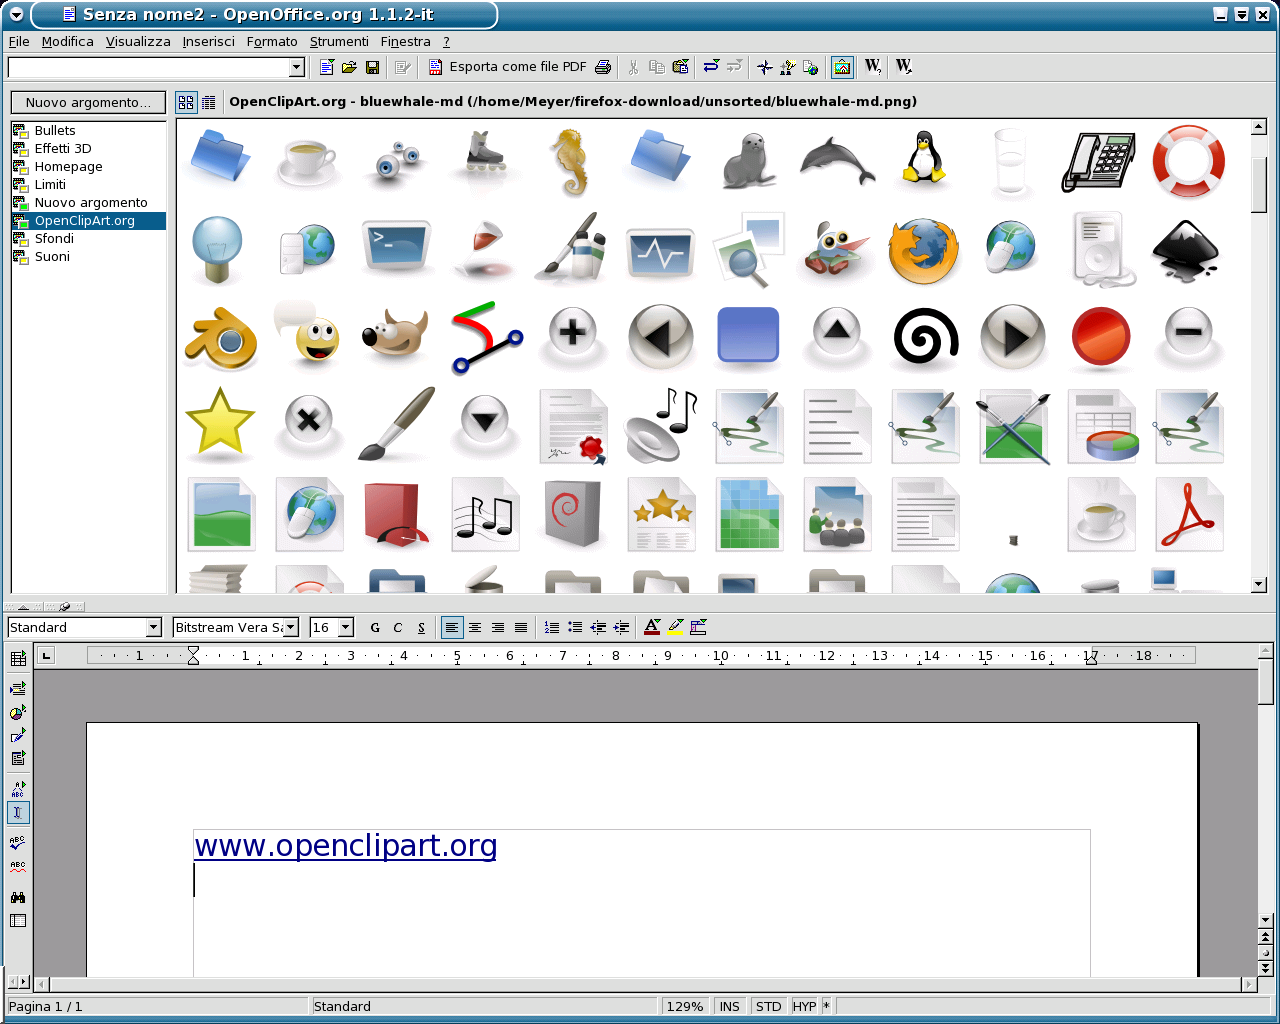 Senza nome2 - OpenOffice.org 1.1.2-it
File Modifica Visualizza Inserisci Formato Strumenti Finestra ?
Esporta come file PDF
Nuovo argomento...
OpenClipArt.org - bluewhale-md (/home/Meyer/firefox-download/unsorted/bluewhale-md.png)
Bullets
Effetti 3D
Homepage
Limiti
Nuovo argomento
OpenClipArt.org
Sfondi
Suoni
Standard Bitstream Vera Sa 16 G C S
1 1 2 3 4 5 6 7 8 9 10 11 12 13 14 15 16 17 18
www.openclipart.org
Pagina 1 / 1 Standard 129% INS STD HYP *